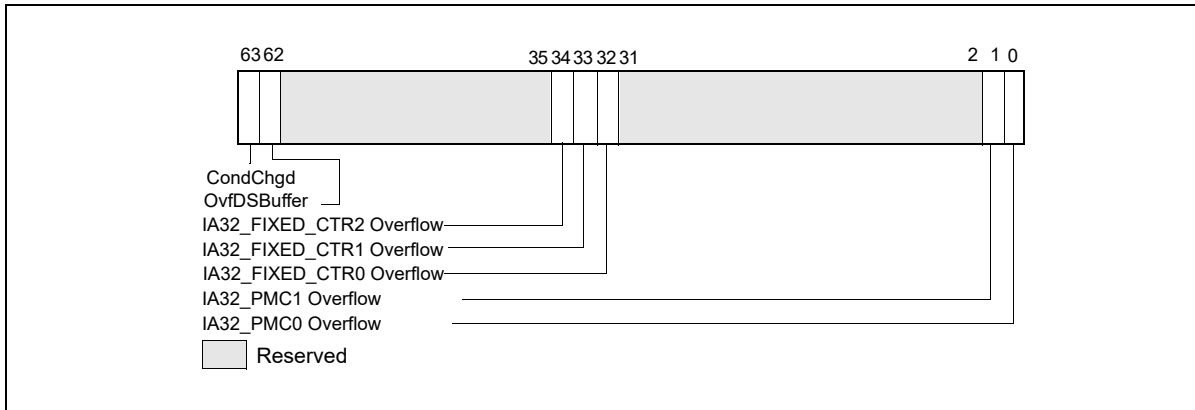 63 62 35 34 33 32 31 2 1 0
CondChgd
OvfDSBuffer
IA32_FIXED_CTR2 Overflow
IA32_FIXED_CTR1 Overflow
IA32_FIXED_CTR0 Overflow
IA32_PMC1 Overflow
IA32_PMC0 Overflow
Reserved